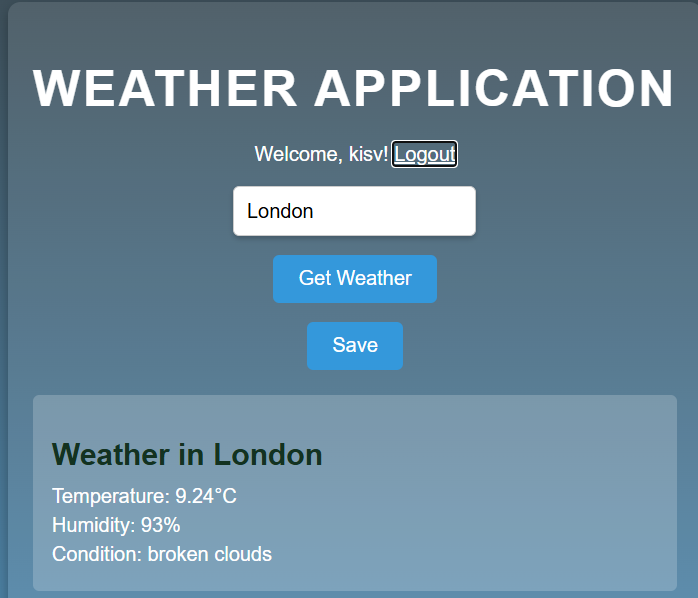 WEATHER APPLICATION
Welcome, kisv! Logout
London
Get Weather
Save
Weather in London
Temperature: 9.24°C
Humidity: 93%
Condition: broken clouds